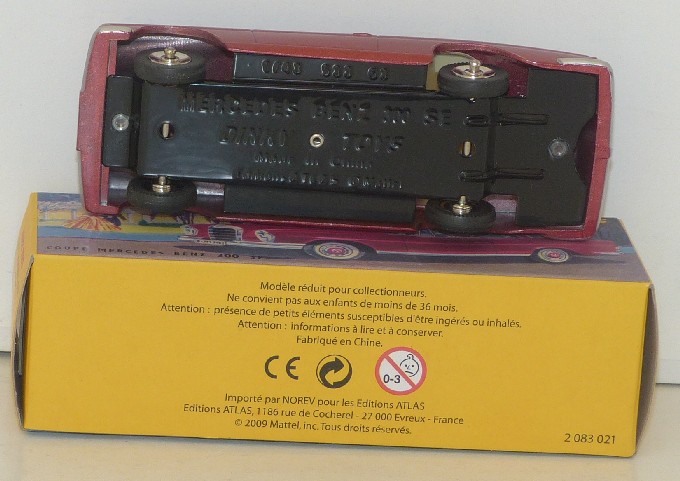 MERCEDES BENZ 300 SE
DINKY TOYS
MADE IN CHINA
COUPE MERCEDES BENZ 300 SE
Modèle réduit pour collectionneurs.
Ne convient pas aux enfants de moins de 36 mois.
Attention : présence de petits éléments susceptibles d'être ingérés ou inhalés.
Attention : informations à lire et à conserver.
Fabriqué en Chine.
CE
0-3
Importé par NOREV pour les Editions ATLAS
Editions ATLAS, 1186 rue de Cocherel - 27 000 Evreux - France
© 2009 Mattel, Inc. Tous droits réservés.
2 083 021